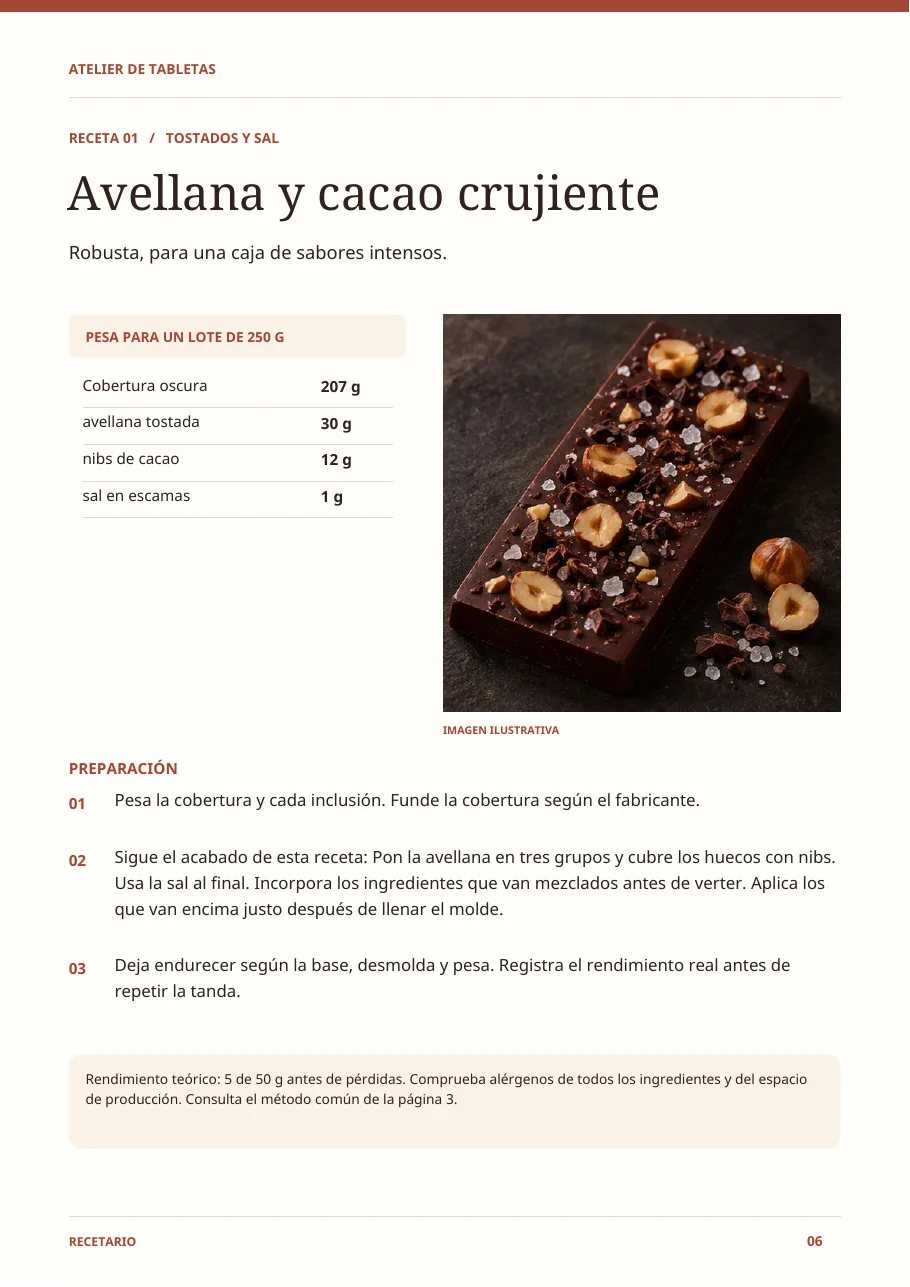 ATELIER DE TABLETAS
RECETA 01 / TOSTADOS Y SAL
Avellana y cacao crujiente
Robusta, para una caja de sabores intensos.
PESA PARA UN LOTE DE 250 G
Cobertura oscura 207 g
avellana tostada 30 g
nibs de cacao 12 g
sal en escamas 1 g
IMAGEN ILUSTRATIVA
PREPARACIÓN
01 Pesa la cobertura y cada inclusión. Funde la cobertura según el fabricante.
02 Sigue el acabado de esta receta: Pon la avellana en tres grupos y cubre los huecos con nibs.
Usa la sal al final. Incorpora los ingredientes que van mezclados antes de verter. Aplica los
que van encima justo después de llenar el molde.
03 Deja endurecer según la base, desmolda y pesa. Registra el rendimiento real antes de
repetir la tanda.
Rendimiento teórico: 5 de 50 g antes de pérdidas. Comprueba alérgenos de todos los ingredientes y del espacio
de producción. Consulta el método común de la página 3.
RECETARIO 06